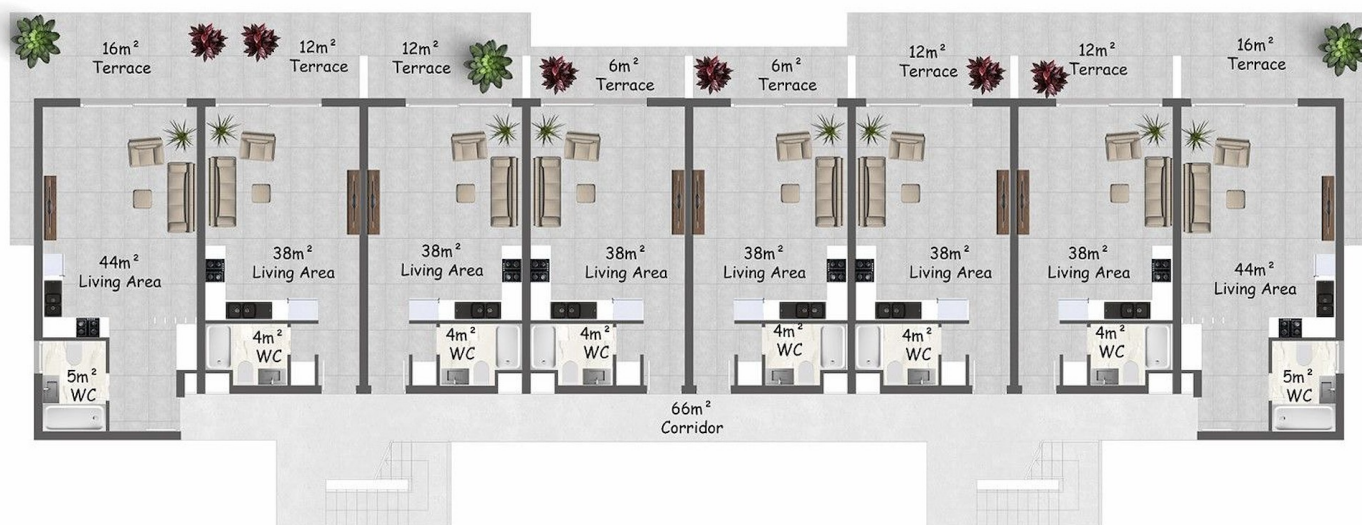 16m²
Terrace
12m²
Terrace
12m²
Terrace
6m²
Terrace
6m²
Terrace
12m²
Terrace
12m²
Terrace
16m²
Terrace
44m²
Living Area
38m²
Living Area
38m²
Living Area
38m²
Living Area
38m²
Living Area
38m²
Living Area
38m²
Living Area
44m²
Living Area
5m²
WC
4m²
WC
4m²
WC
4m²
WC
4m²
WC
4m²
WC
4m²
WC
5m²
WC
66m²
Corridor